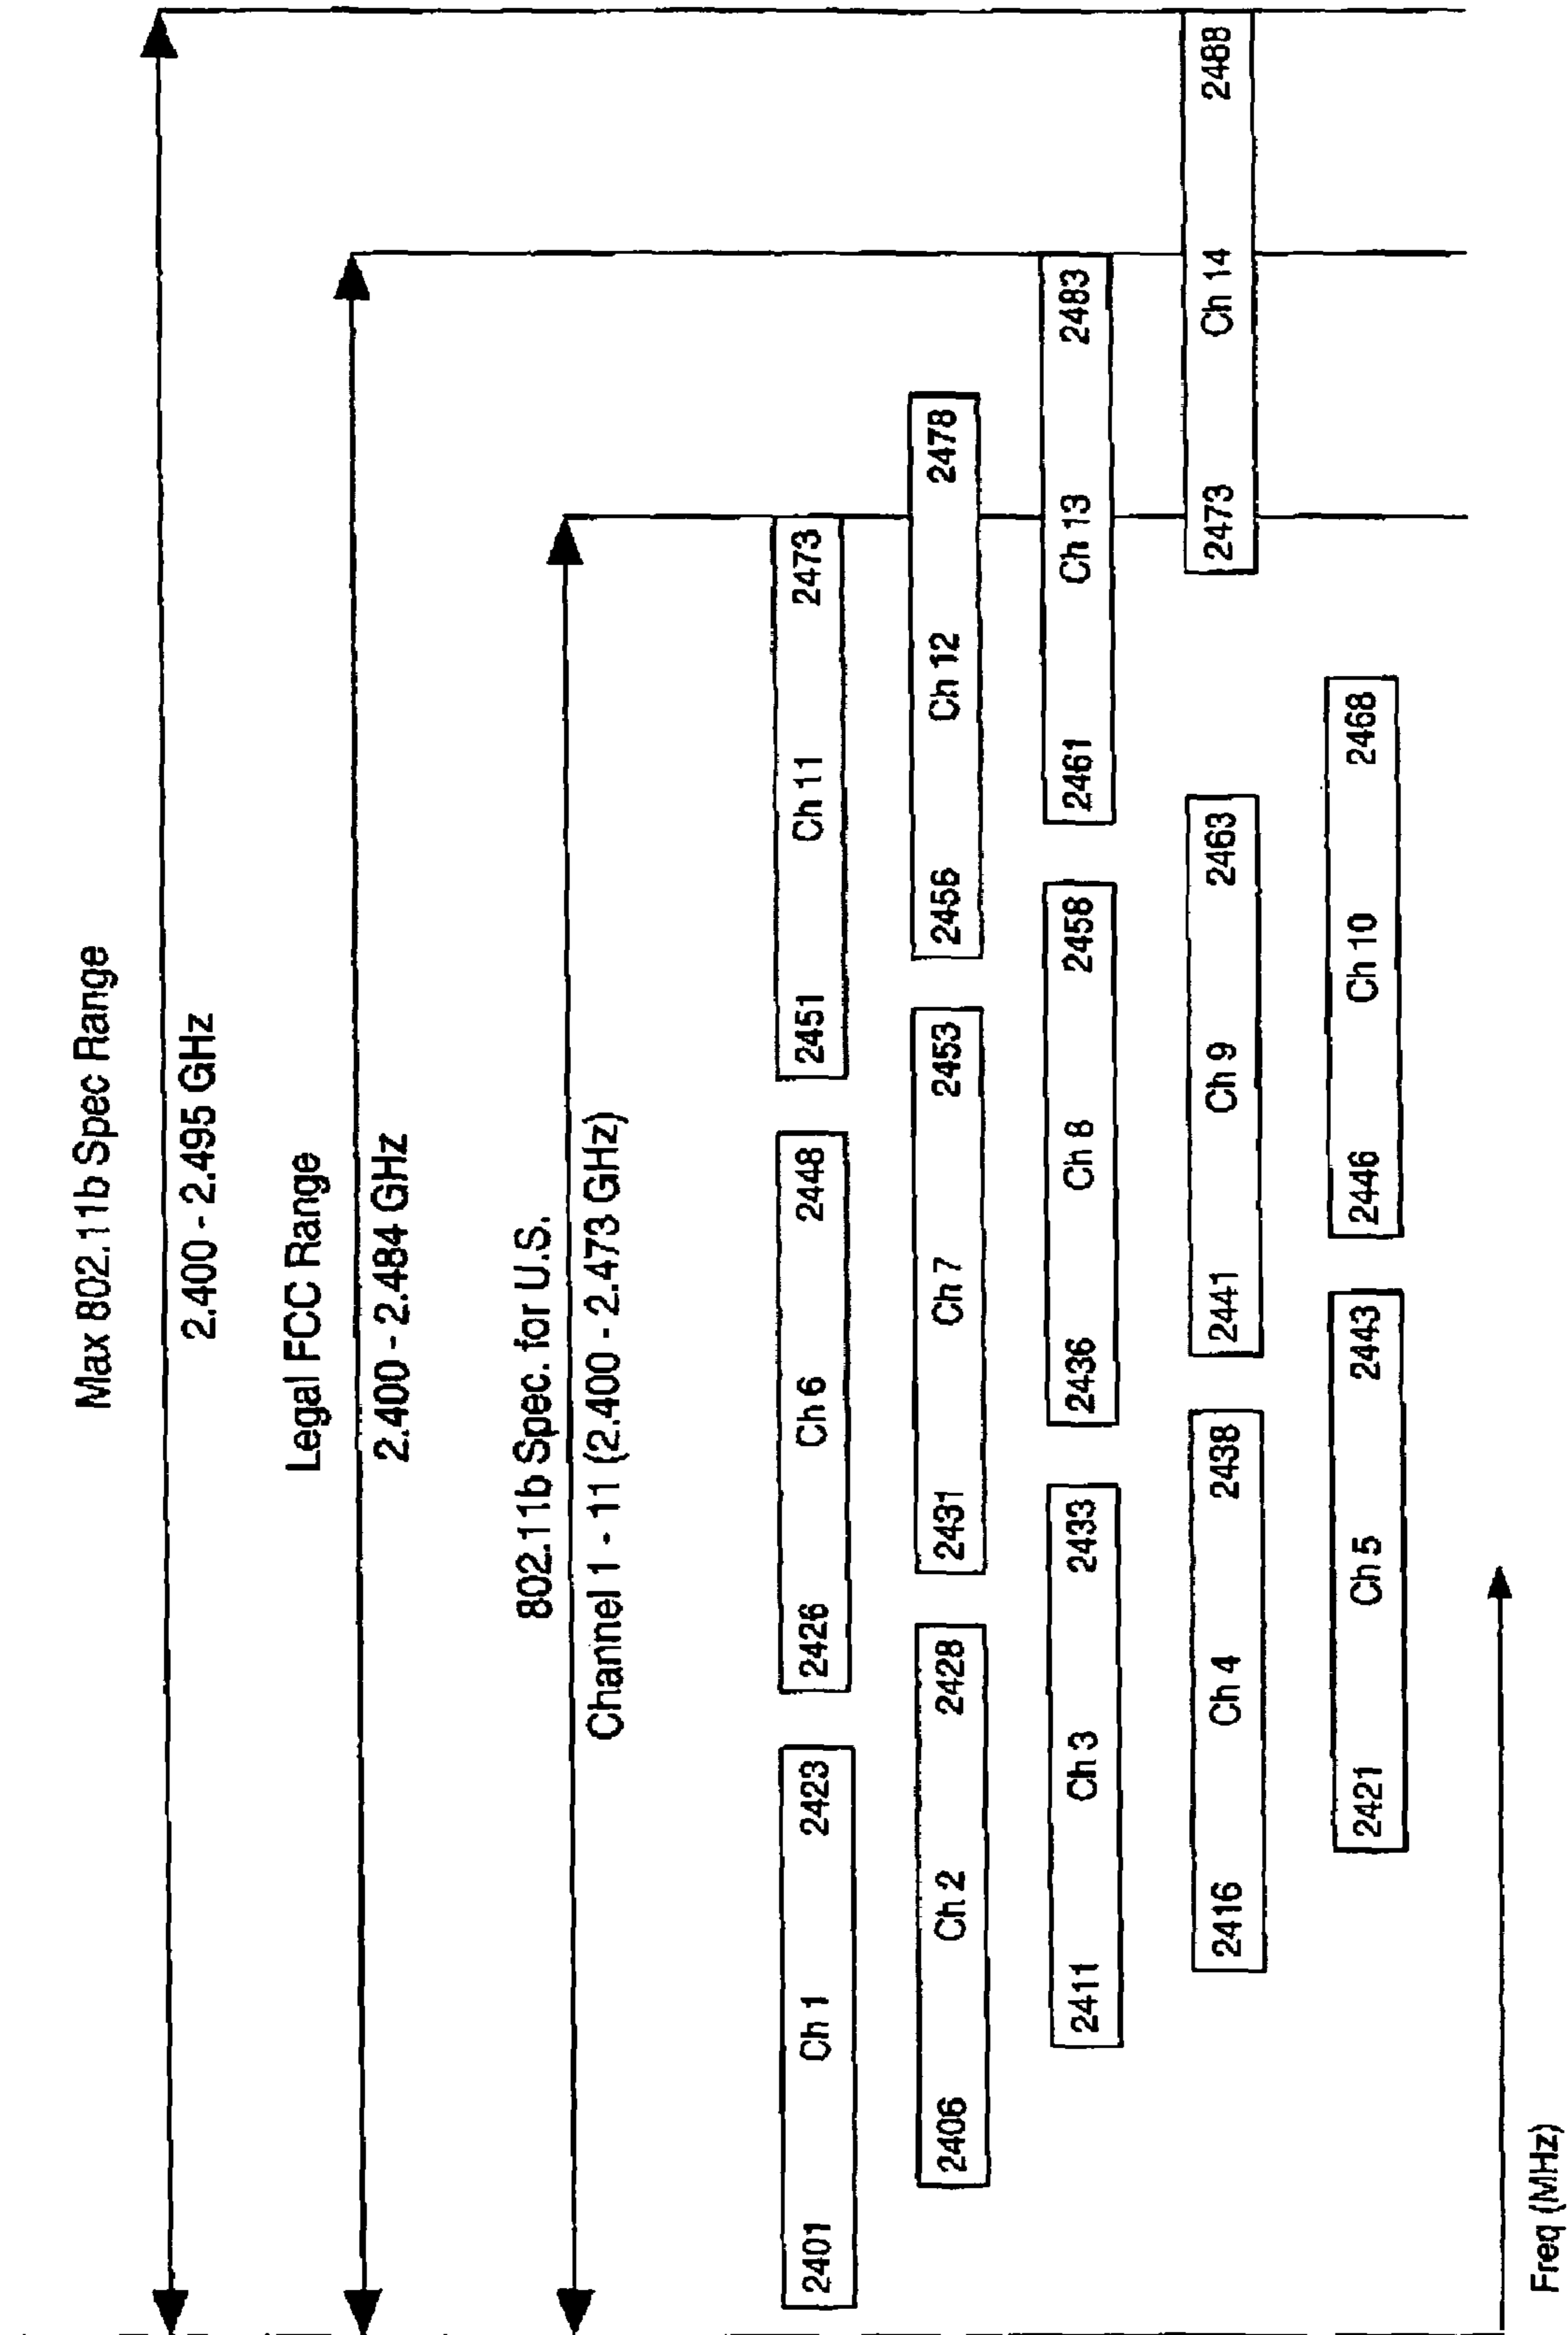 Max 802.11b Spec Range
2.400 - 2.495 GHz
Legal FCC Range
2.400 - 2.484 GHz
802.11b Spec. for U.S.
Channel 1 - 11 (2.400 - 2.473 GHz)
2401 Ch 1 2423
2426 Ch 6 2448
2451 Ch 11 2473
2406 Ch 2 2428
2431 Ch 7 2453
2456 Ch 12 2478
2411 Ch 3 2433
2436 Ch 8 2458
2461 Ch 13 2483
2416 Ch 4 2438
2441 Ch 9 2463
2473 Ch 14 2488
2421 Ch 5 2443
2446 Ch 10 2468
Freq (MHz)